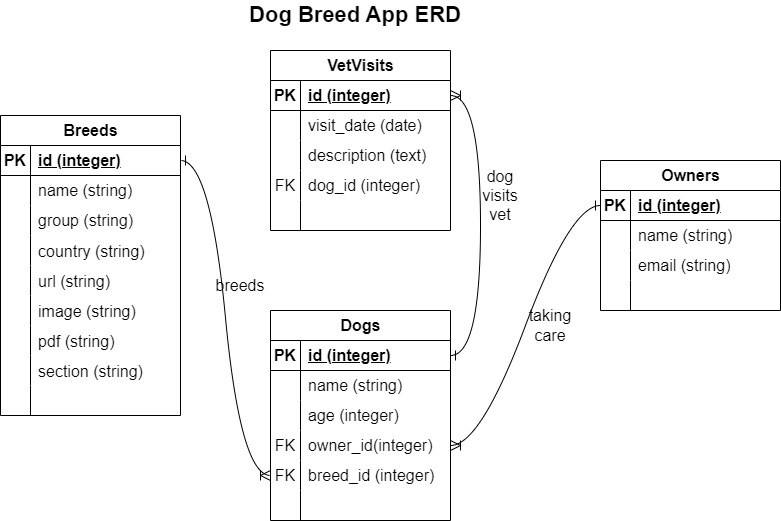 Dog Breed App ERD
VetVisits
PK id (integer)
visit_date (date)
description (text)
FK dog_id (integer)
Breeds
PK id (integer)
name (string)
group (string)
country (string)
url (string)
image (string)
pdf (string)
section (string)
breeds
dog
visits
vet
Owners
PK id (integer)
name (string)
email (string)
taking
care
Dogs
PK id (integer)
name (string)
age (integer)
FK owner_id(integer)
FK breed_id (integer)